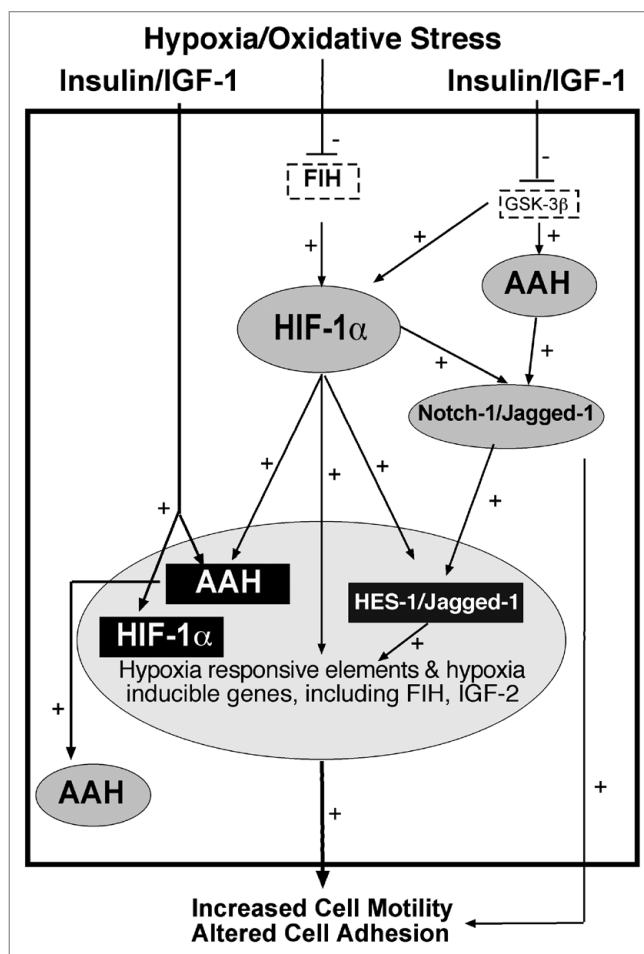 Hypoxia/Oxidative Stress
Insulin/IGF-1
Insulin/IGF-1
-
-
FIH
GSK-3β
+
+
+
AAH
HIF-1α
+
+
Notch-1/Jagged-1
+
+
+
+
+
AAH
HES-1/Jagged-1
HIF-1α
+
Hypoxia responsive elements & hypoxia
inducible genes, including FIH, IGF-2
+
AAH
+
+
Increased Cell Motility
Altered Cell Adhesion